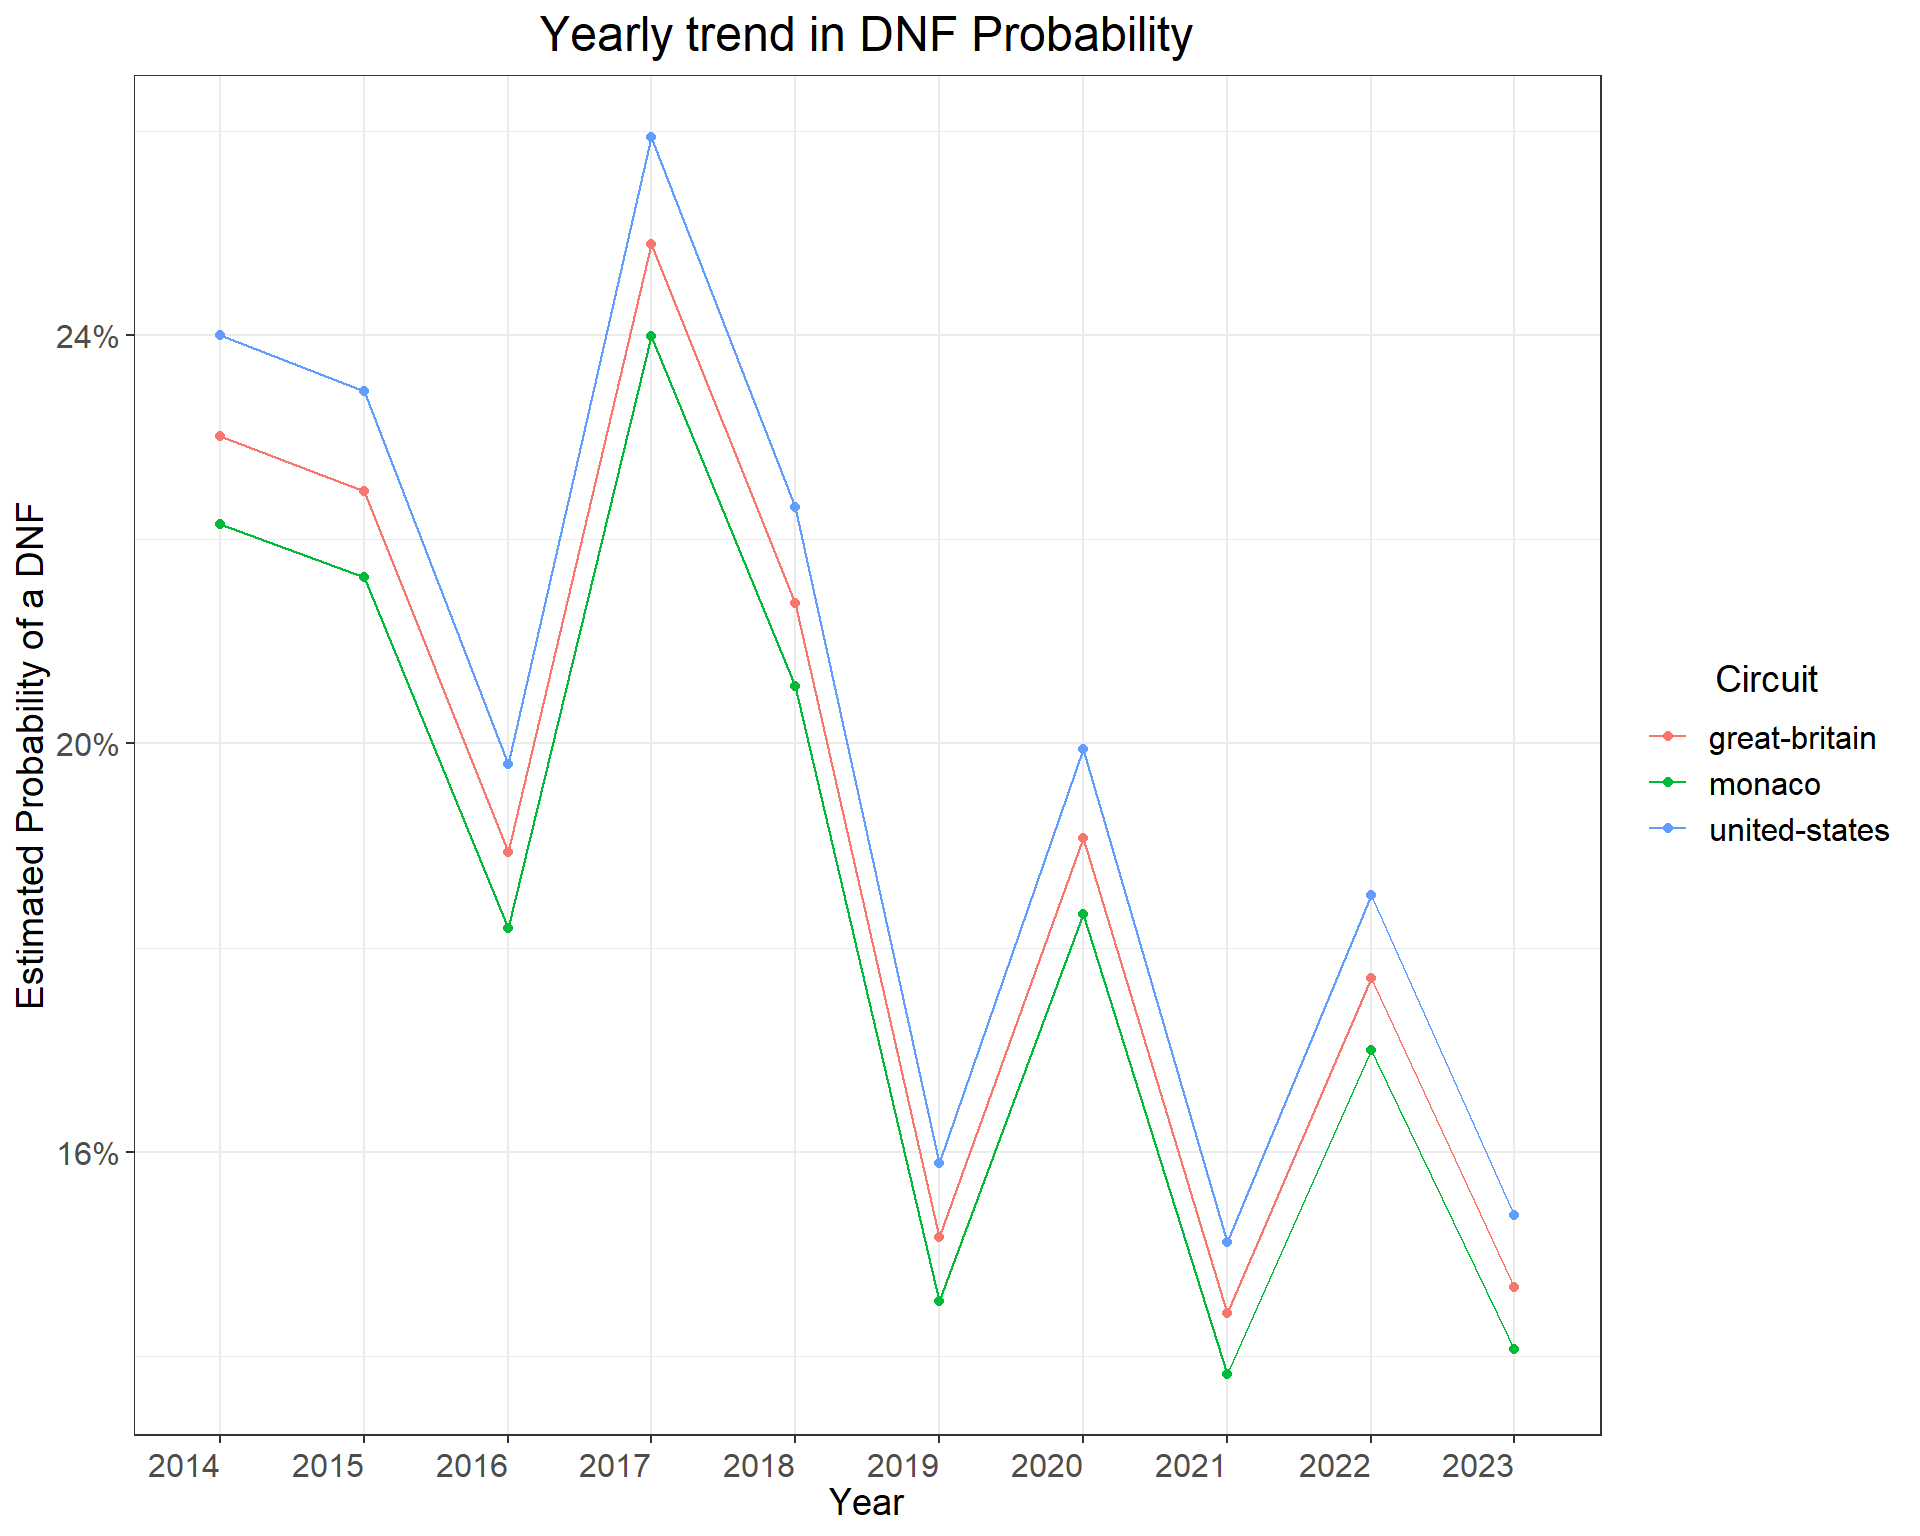 Yearly trend in DNF Probability
Estimated Probability of a DNF
24%
20%
16%
2014 2015 2016 2017 2018 2019 2020 2021 2022 2023
Year
Circuit
great-britain
monaco
united-states